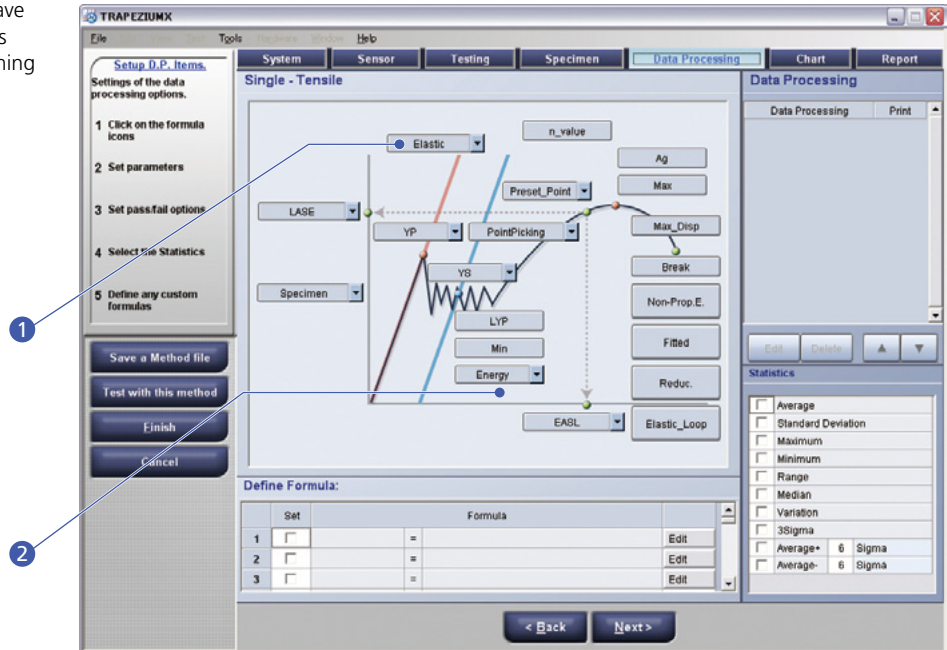 ave
s
ning
TRAPEZIUMX
File Tools Window Help
Setup D.P. Items.
Settings of the data
processing options.
1 Click on the formula
icons
2 Set parameters
3 Set pass/fail options
4 Select the Statistics
5 Define any custom
formulas
Save a Method file
Test with this method
Finish
Cancel
1
2
System Sensor Testing Specimen Data Processing Chart Report
Single - Tensile
Elastic
n_value
Ag
Preset_Point
Max
LASE
YP
PointPicking
Max_Disp
Break
YS
Specimen
Non-Prop.E.
LYP
Fitted
Min
Energy
Reduc.
EASL
Elastic_Loop
Define Formula:
Set Formula
1 = Edit
2 = Edit
3 = Edit
< Back Next >
Data Processing
Data Processing Print
Edit Delete
Statistics
Average
Standard Deviation
Maximum
Minimum
Range
Median
Variation
3Sigma
Average+ 6 Sigma
Average- 6 Sigma